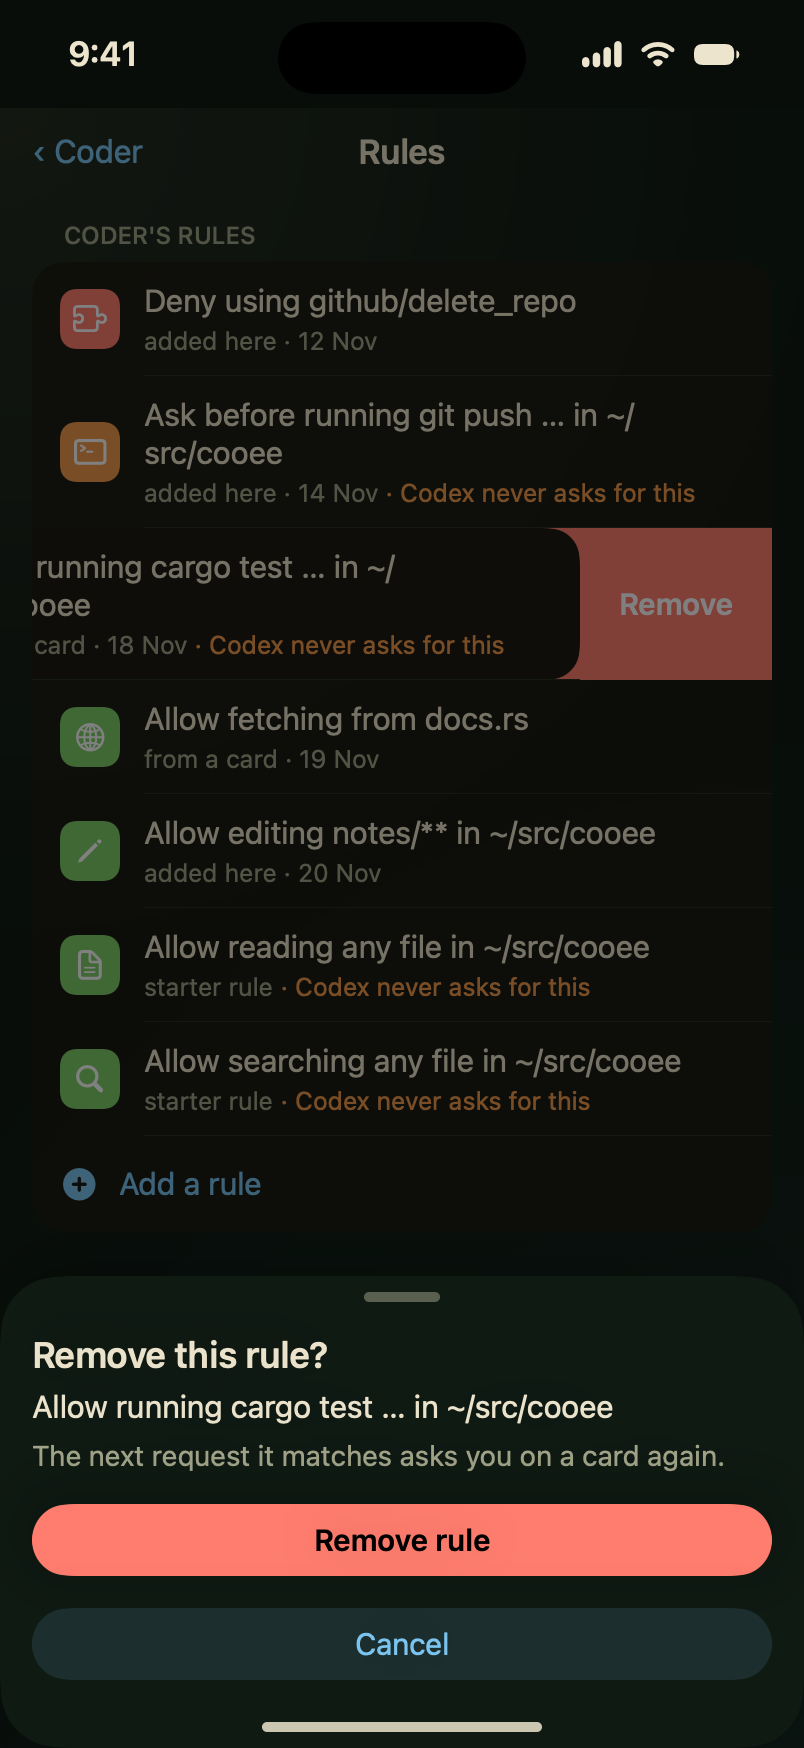 9:41
‹ Coder
Rules
CODER'S RULES
Deny using github/delete_repo
added here · 12 Nov
Ask before running git push ... in ~/
src/cooee
added here · 14 Nov · Codex never asks for this
running cargo test ... in ~/
ooee
card · 18 Nov · Codex never asks for this
Remove
Allow fetching from docs.rs
from a card · 19 Nov
Allow editing notes/** in ~/src/cooee
added here · 20 Nov
Allow reading any file in ~/src/cooee
starter rule · Codex never asks for this
Allow searching any file in ~/src/cooee
starter rule · Codex never asks for this
Add a rule
Remove this rule?
Allow running cargo test ... in ~/src/cooee
The next request it matches asks you on a card again.
Remove rule
Cancel